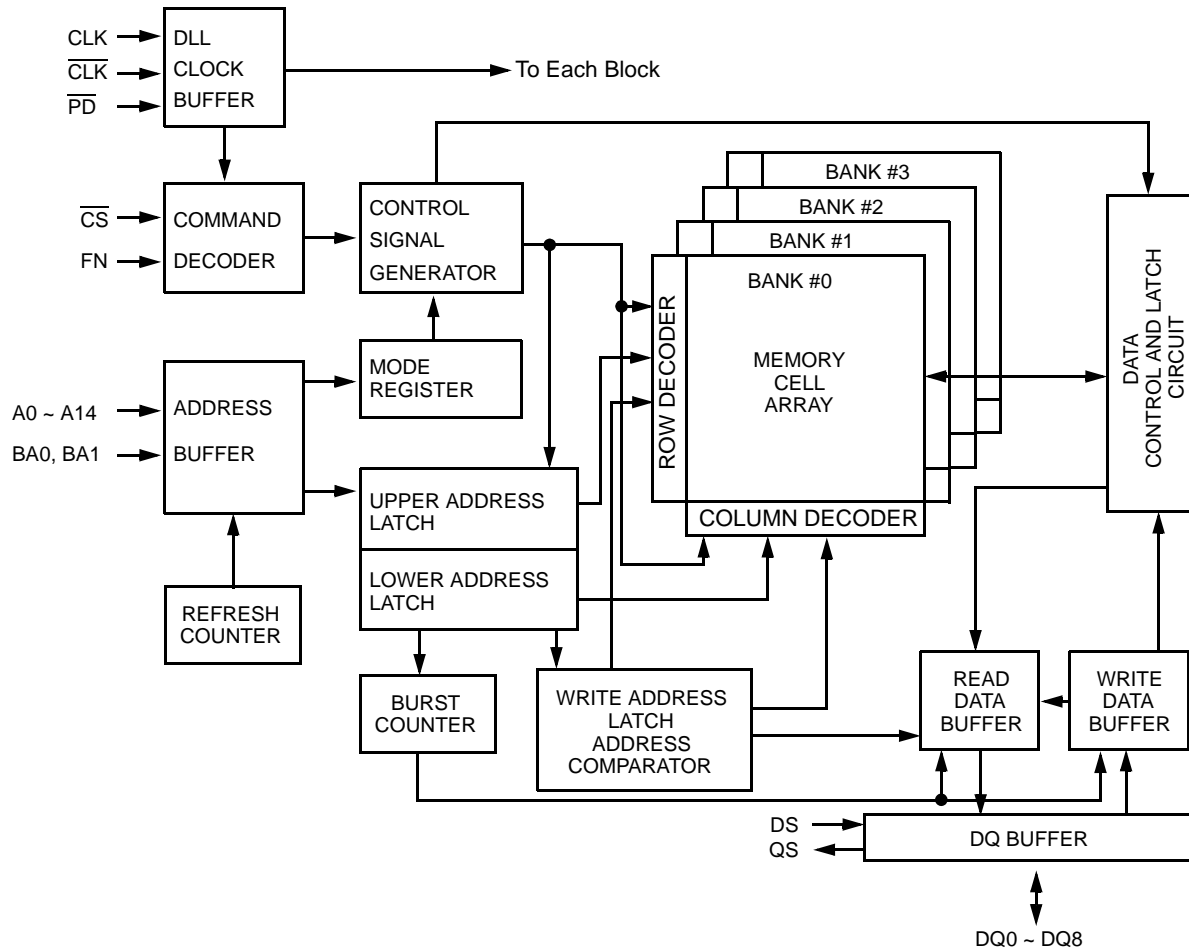 CLK
C̅L̅K̅
P̅D̅
DLL
CLOCK
BUFFER
To Each Block
C̅S̅
FN
COMMAND
DECODER
CONTROL
SIGNAL
GENERATOR
BANK #3
BANK #2
BANK #1
BANK #0
MEMORY
CELL
ARRAY
ROW DECODER
COLUMN DECODER
DATA
CONTROL AND LATCH
CIRCUIT
MODE
REGISTER
A0 ~ A14
BA0, BA1
ADDRESS
BUFFER
UPPER ADDRESS
LATCH
LOWER ADDRESS
LATCH
REFRESH
COUNTER
BURST
COUNTER
WRITE ADDRESS
LATCH
ADDRESS
COMPARATOR
READ
DATA
BUFFER
WRITE
DATA
BUFFER
DS
QS
DQ BUFFER
DQ0 ~ DQ8